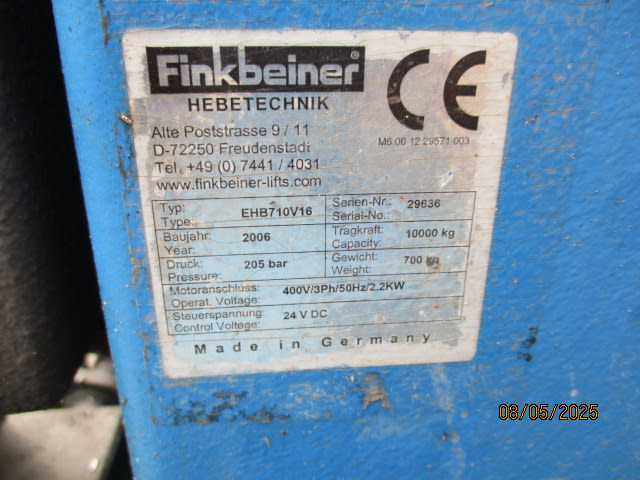 Finkbeiner ®
HEBETECHNIK
CE
Alte Poststrasse 9 / 11
D-72250 Freudenstadt
Tel. +49 (0) 7441 / 4031
www.finkbeiner-lifts.com
M6 00 12 29571 003
Typ: Type: EHB710V16
Serien-Nr.: Serial-No.: 29636
Baujahr: Year: 2006
Tragkraft: Capacity: 10000 kg
Druck: Pressure: 205 bar
Gewicht: Weight: 700 kg
Motoranschluss: Operat. Voltage: 400V/3Ph/50Hz/2.2KW
Steuerspannung: Control Voltage: 24 V DC
Made in Germany
08/05/2025